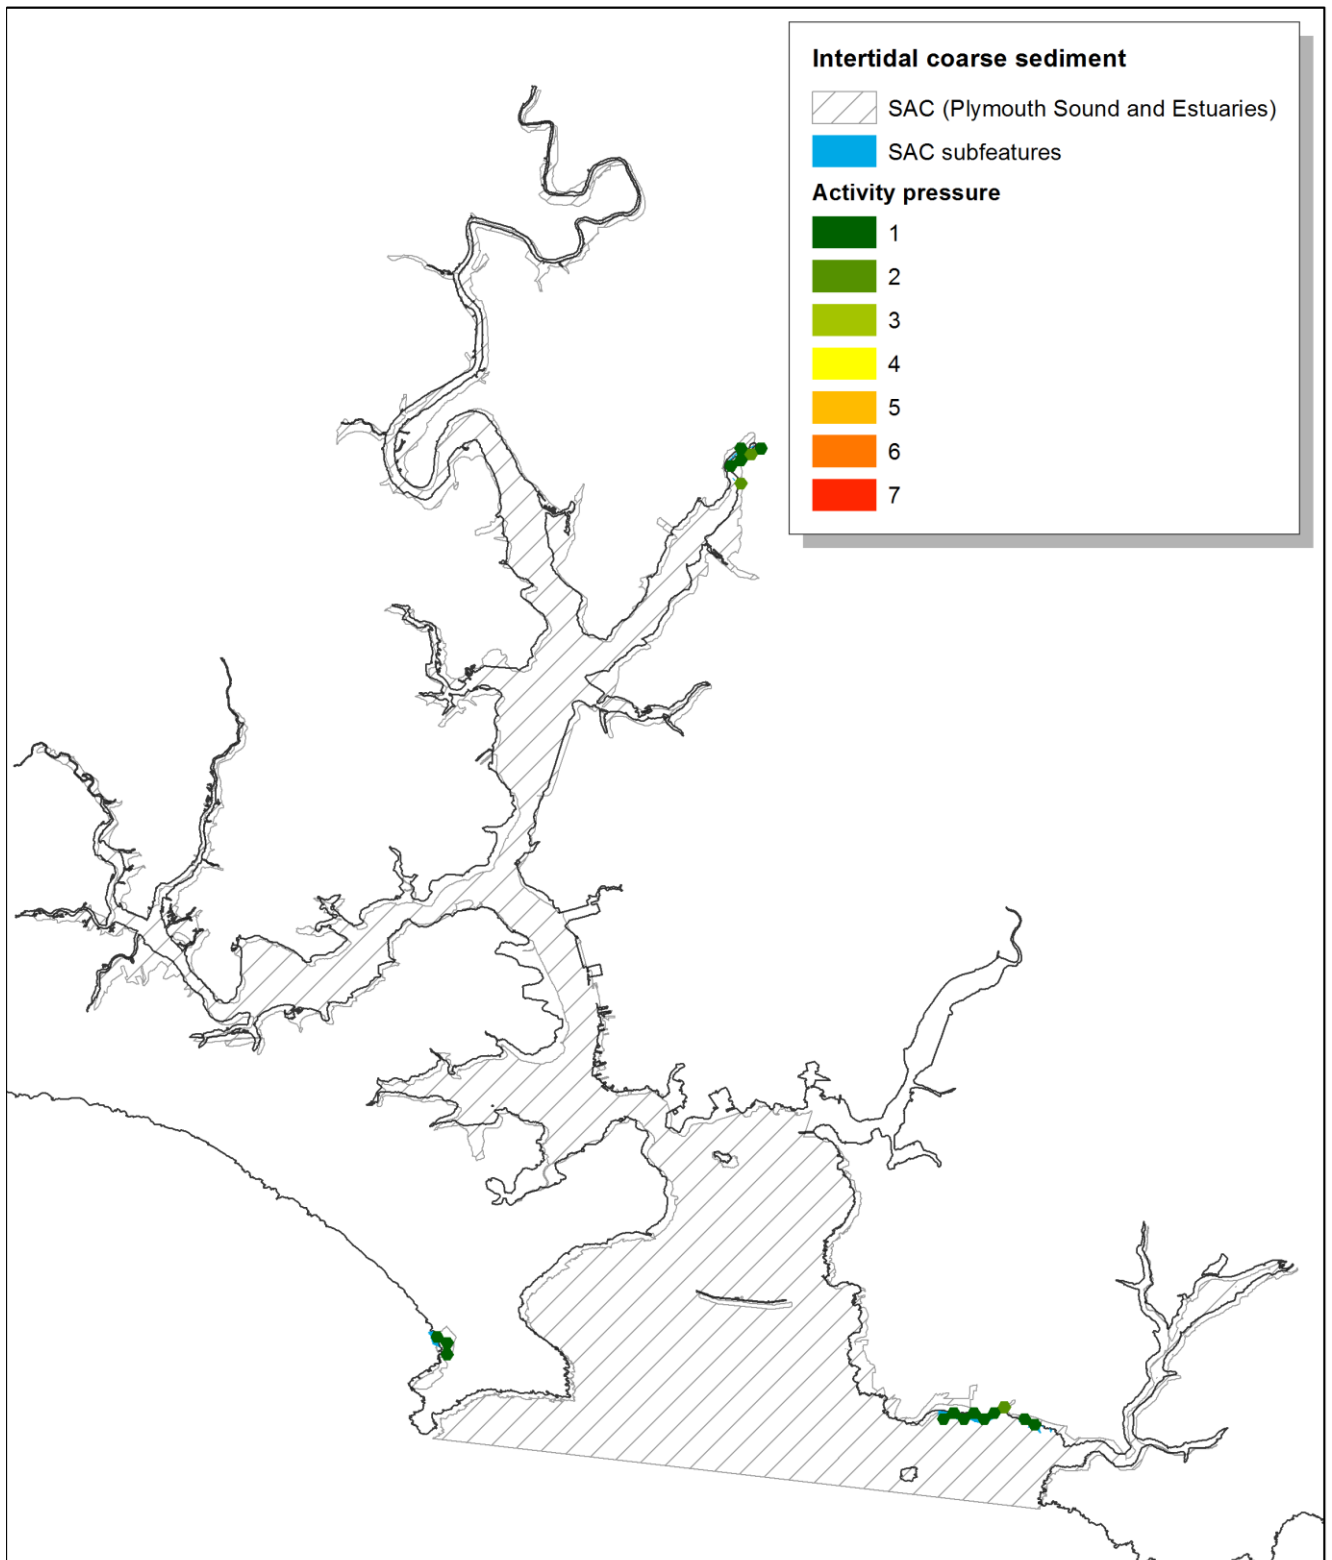 Intertidal coarse sediment
SAC (Plymouth Sound and Estuaries)
SAC subfeatures
Activity pressure
1
2
3
4
5
6
7